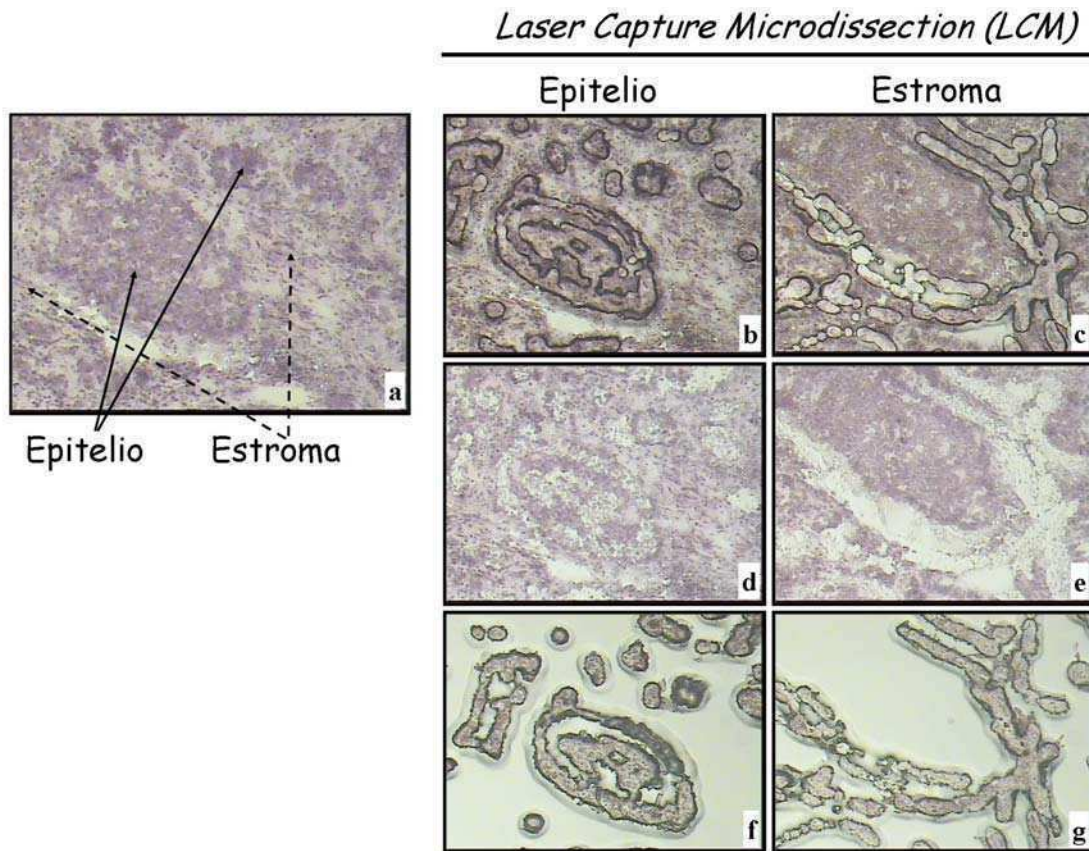 Laser Capture Microdissection (LCM)
Epitelio
Estroma
a
b
c
Epitelio
Estroma
d
e
f
g